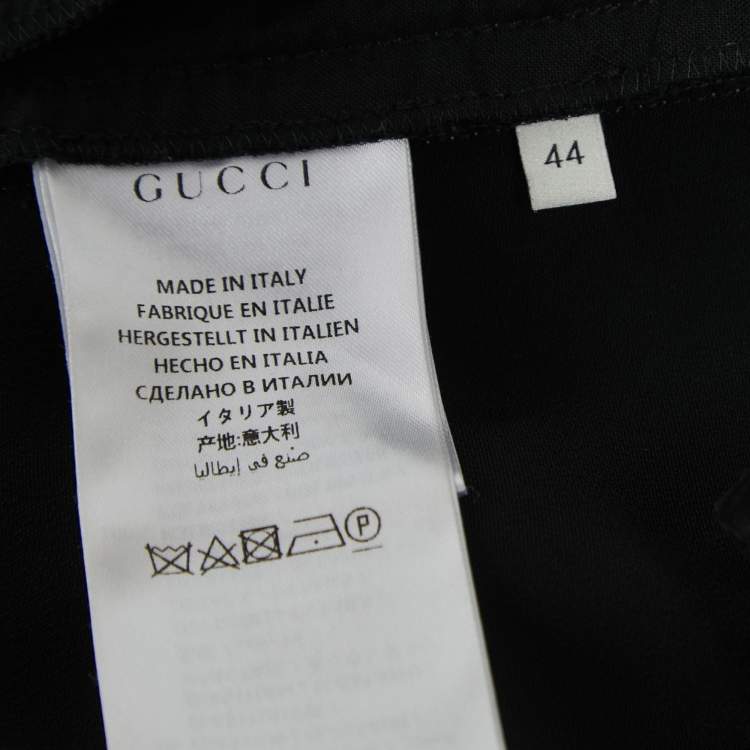 GUCCI
44
MADE IN ITALY
FABRIQUE EN ITALIE
HERGESTELLT IN ITALIEN
HECHO EN ITALIA
СДЕЛАНО В ИТАЛИИ
イタリア製
产地:意大利
صنع في إيطاليا
P